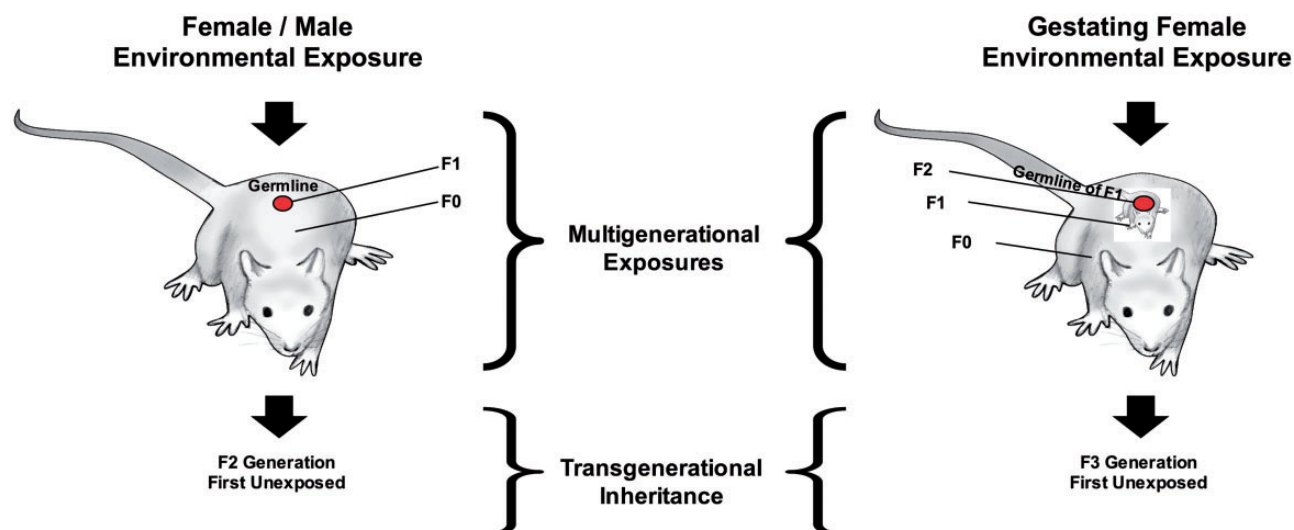 Female / Male
Environmental Exposure
Germline
F1
F0
F2 Generation
First Unexposed
Multigenerational
Exposures
Transgenerational
Inheritance
Gestating Female
Environmental Exposure
F2
Germline of F1
F1
F0
F3 Generation
First Unexposed